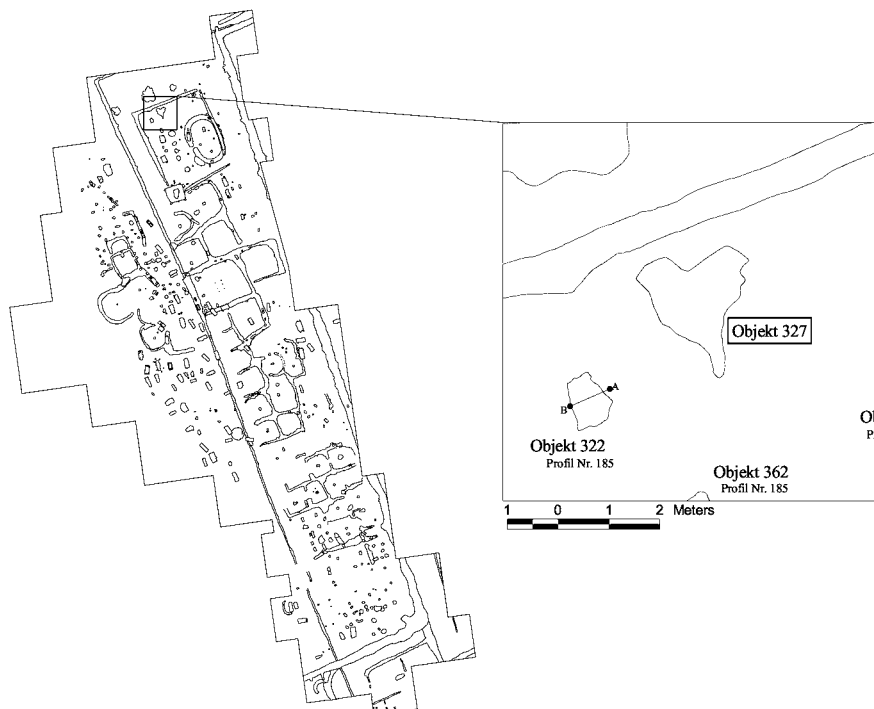 Objekt 327
A
B
Objekt 322
Profil Nr. 185
Objekt 362
Profil Nr. 185
1 0 1 2 Meters